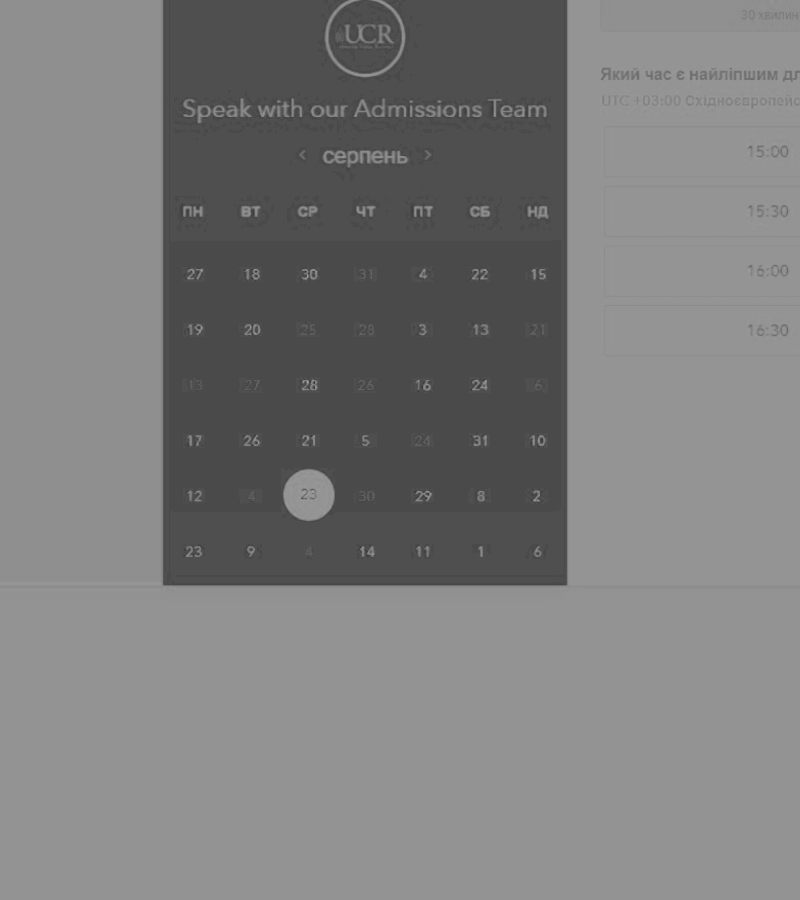 UCR
30 хвилин
Speak with our Admissions Team
серпень
ПН ВТ СР ЧТ ПТ СБ НД
27 18 30 31 4 22 15
19 20 25 28 3 13 21
13 27 28 26 16 24 6
17 26 21 5 24 31 10
12 4 23 30 29 8 2
23 9 4 14 11 1 6
Який час є найліпшим дл
UTC +03:00 Східноєвропейс
15:00
15:30
16:00
16:30